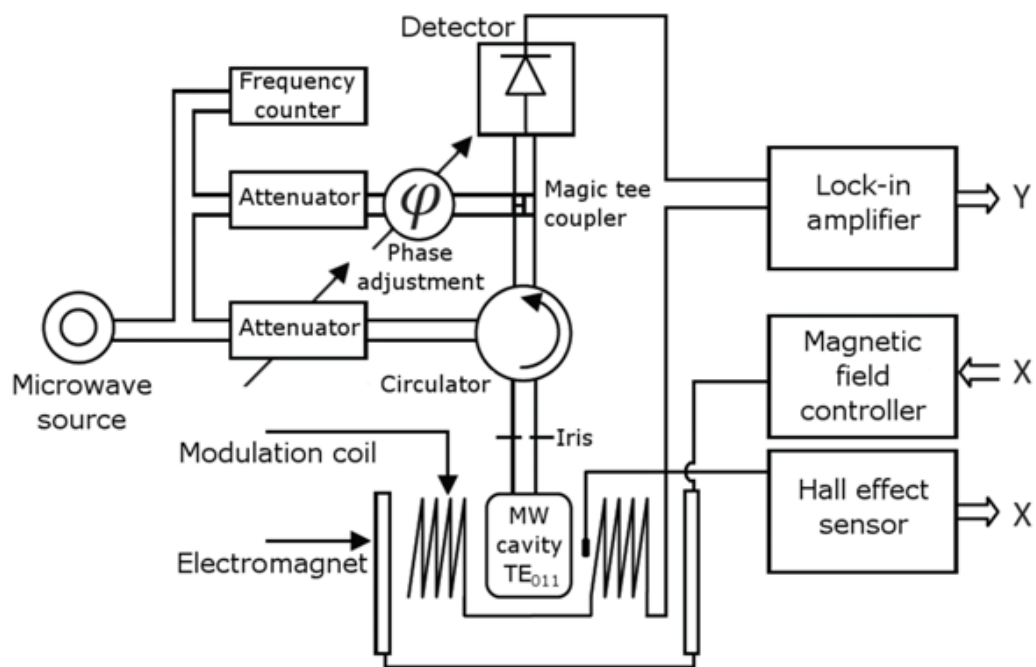 Detector
Frequency
counter
Attenuator
φ
Magic tee
coupler
Lock-in
amplifier
Y
Phase
adjustment
Attenuator
Microwave
source
Circulator
Magnetic
field
controller
X
Iris
Modulation coil
Hall effect
sensor
X
MW
cavity
TE₀₁₁
Electromagnet